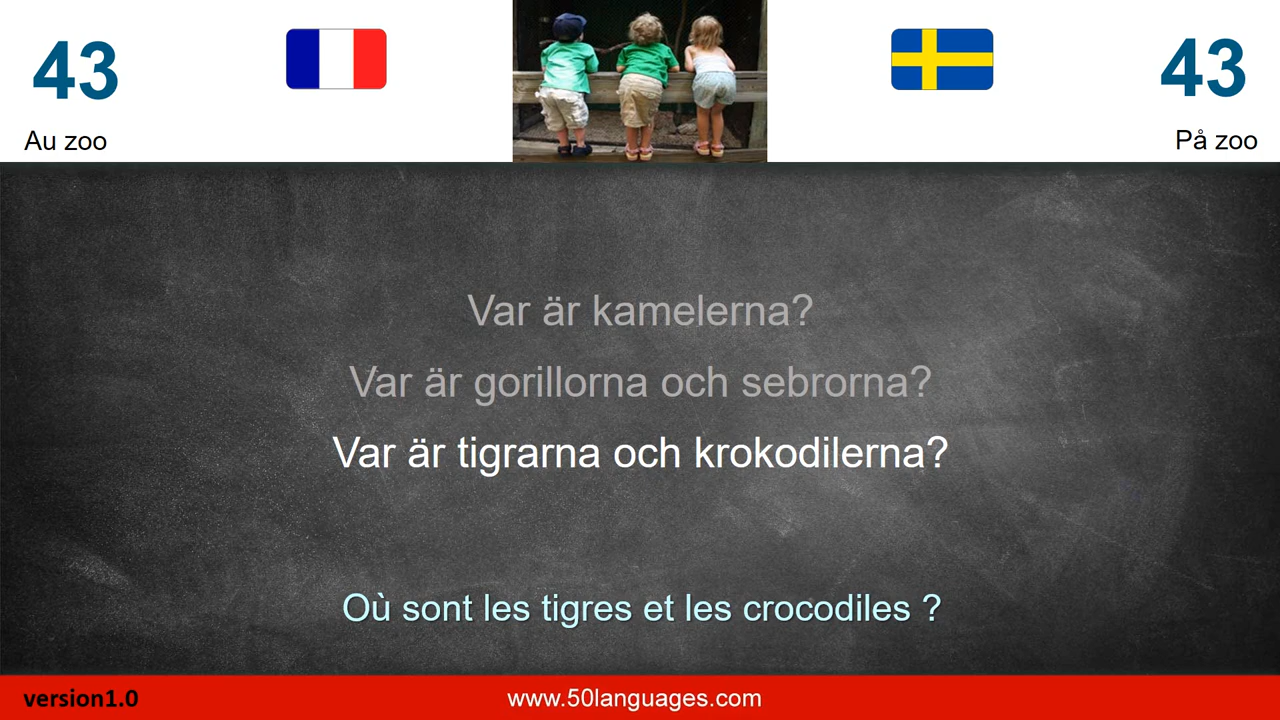 43
43
Au zoo
På zoo
Var är kamelerna?
Var är gorillorna och sebrorna?
Var är tigrarna och krokodilerna?
Où sont les tigres et les crocodiles ?
version1.0
www.50languages.com